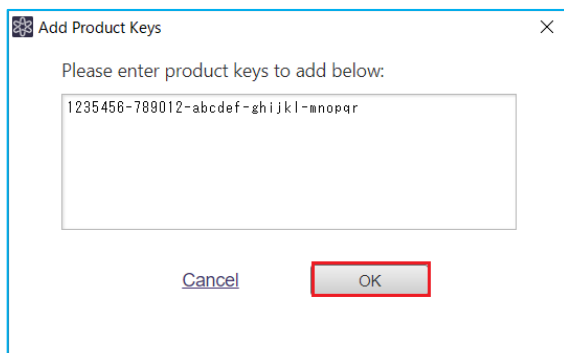 Add Product Keys
Please enter product keys to add below:
1235456-789012-abcdef-ghijkl-mnopqr
Cancel
OK